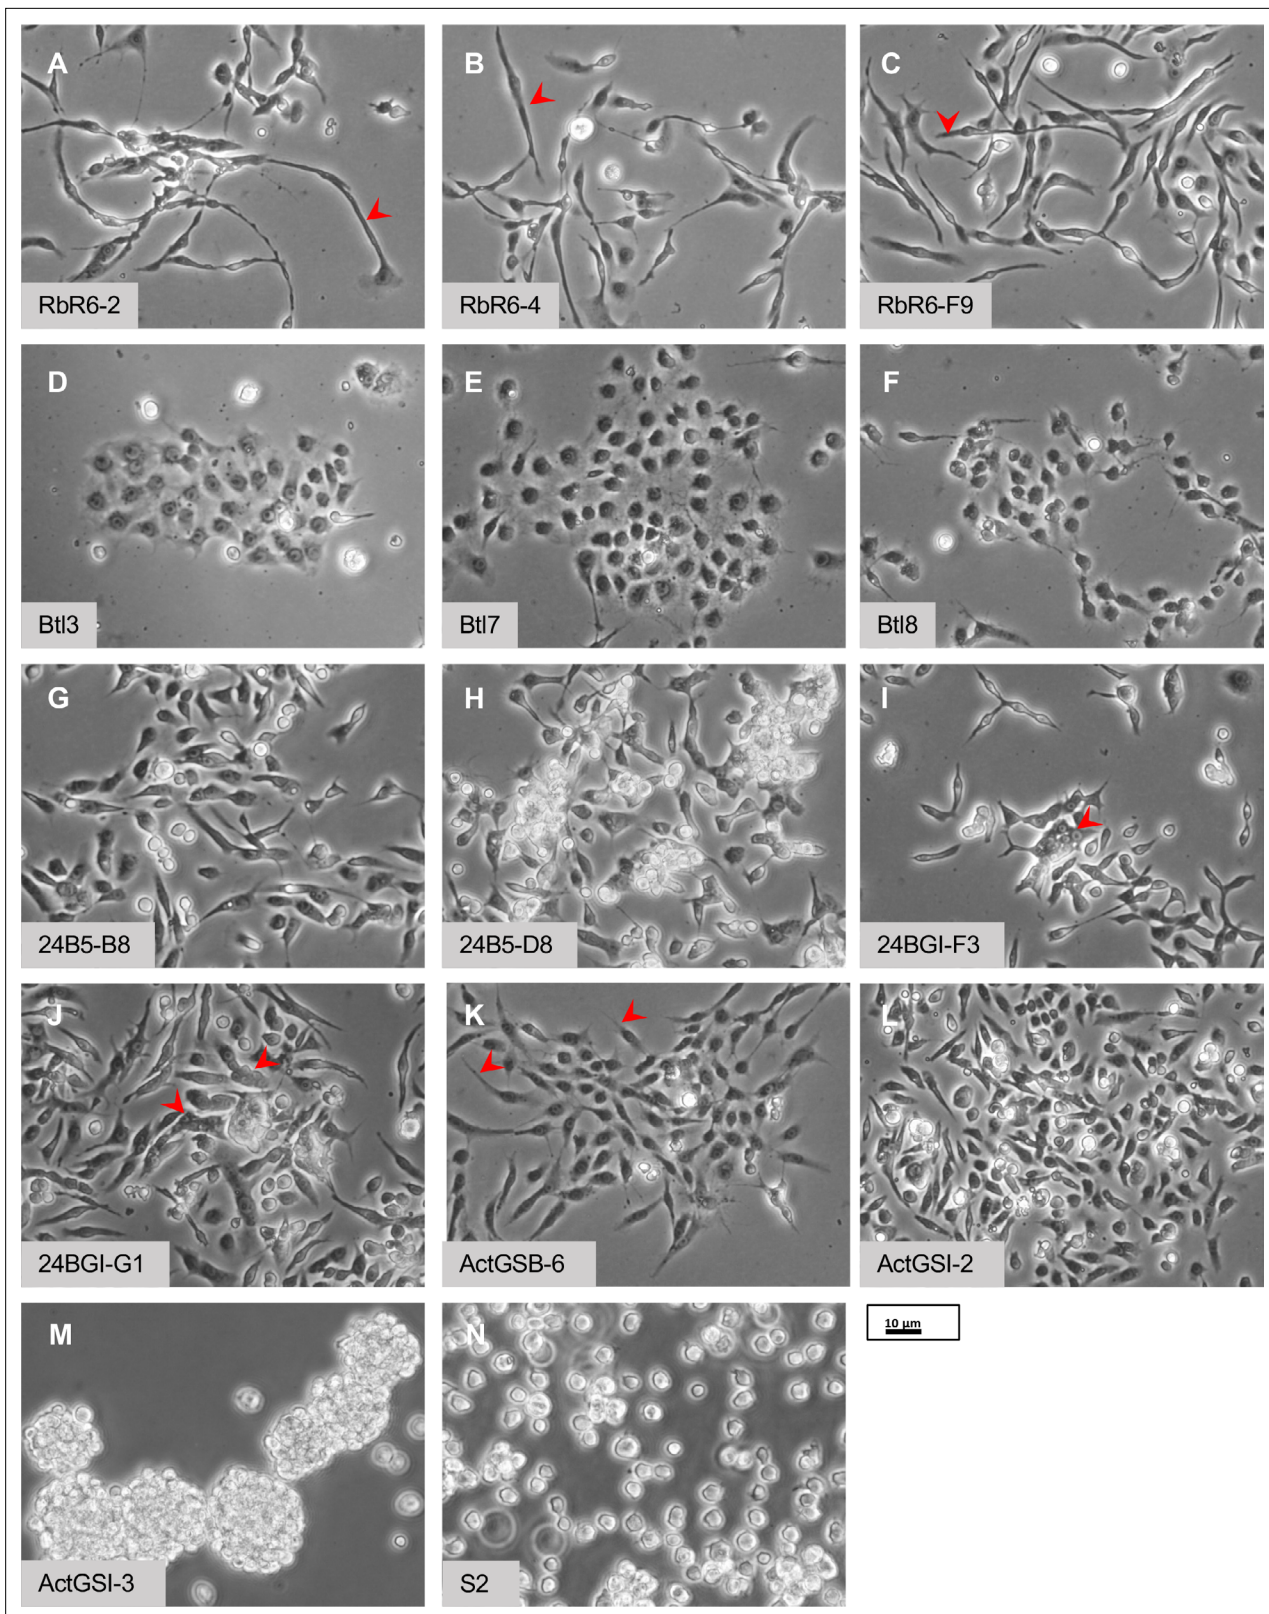 A
RbR6-2
B
RbR6-4
C
RbR6-F9
D
Btl3
E
Btl7
F
Btl8
G
24B5-B8
H
24B5-D8
I
24BGI-F3
J
24BGI-G1
K
ActGSB-6
L
ActGSI-2
M
ActGSI-3
N
S2
10 µm